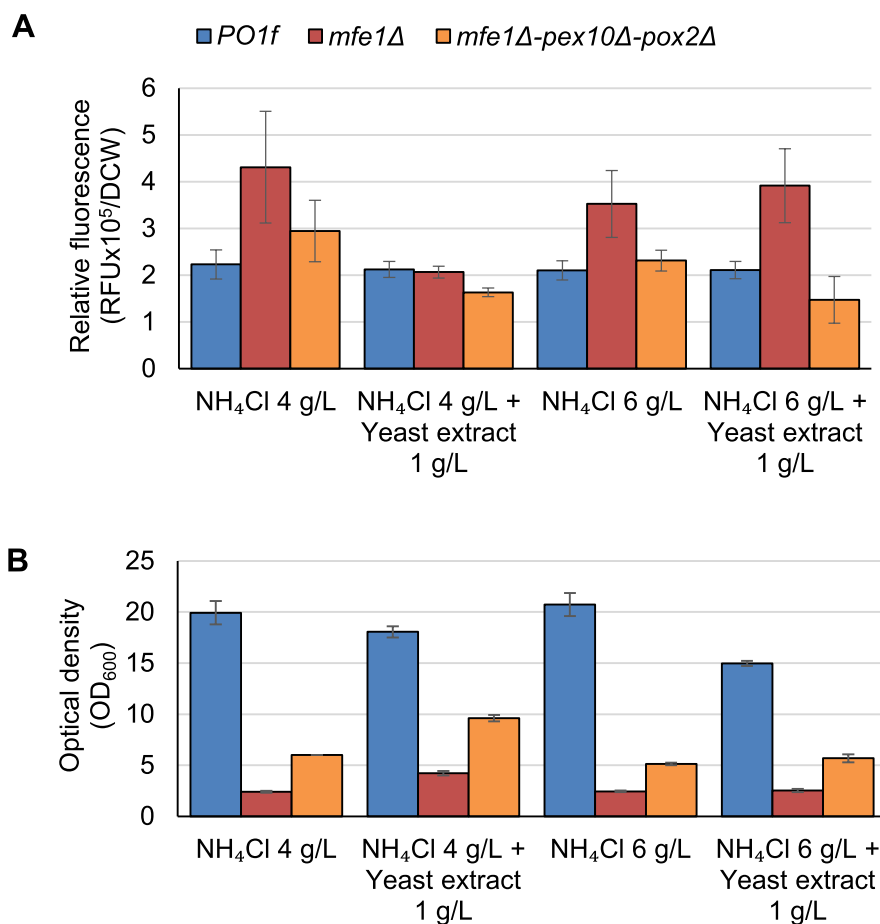 A
PO1f mfe1Δ mfe1Δ-pex10Δ-pox2Δ
Relative fluorescence
(RFUx10⁵/DCW)
6
5
4
3
2
1
0
NH₄Cl 4 g/L
NH₄Cl 4 g/L +
Yeast extract
1 g/L
NH₄Cl 6 g/L
NH₄Cl 6 g/L +
Yeast extract
1 g/L
B
Optical density
(OD₆₀₀)
25
20
15
10
5
0
NH₄Cl 4 g/L
NH₄Cl 4 g/L +
Yeast extract
1 g/L
NH₄Cl 6 g/L
NH₄Cl 6 g/L +
Yeast extract
1 g/L